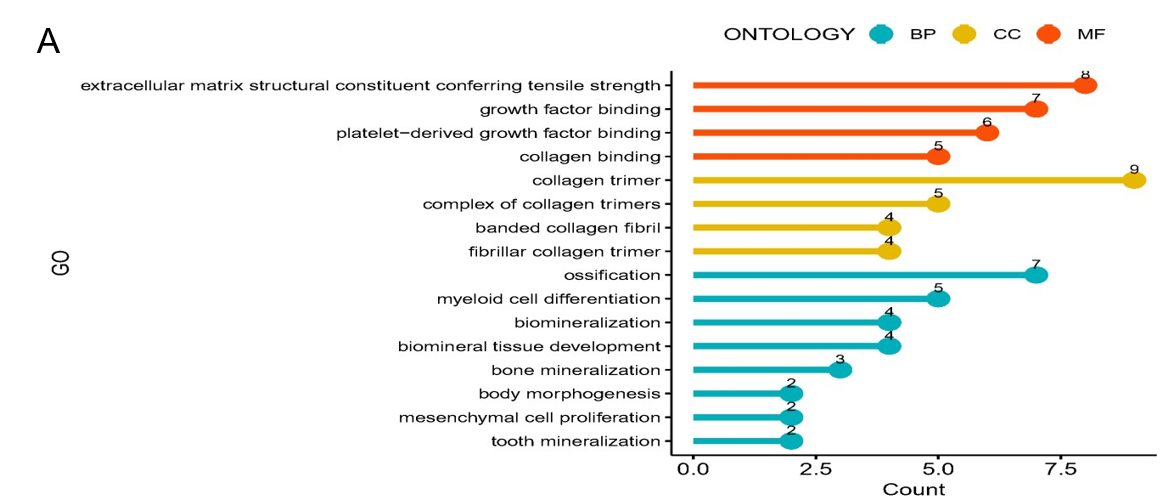 A
ONTOLOGY BP CC MF
extracellular matrix structural constituent conferring tensile strength 8
growth factor binding 7
platelet−derived growth factor binding 6
collagen binding 5
collagen trimer 9
complex of collagen trimers 5
banded collagen fibril 4
fibrillar collagen trimer 4
GO
ossification 7
myeloid cell differentiation 5
biomineralization 4
biomineral tissue development 4
bone mineralization 3
body morphogenesis 2
mesenchymal cell proliferation 2
tooth mineralization 2
0.0 2.5 5.0 7.5
Count